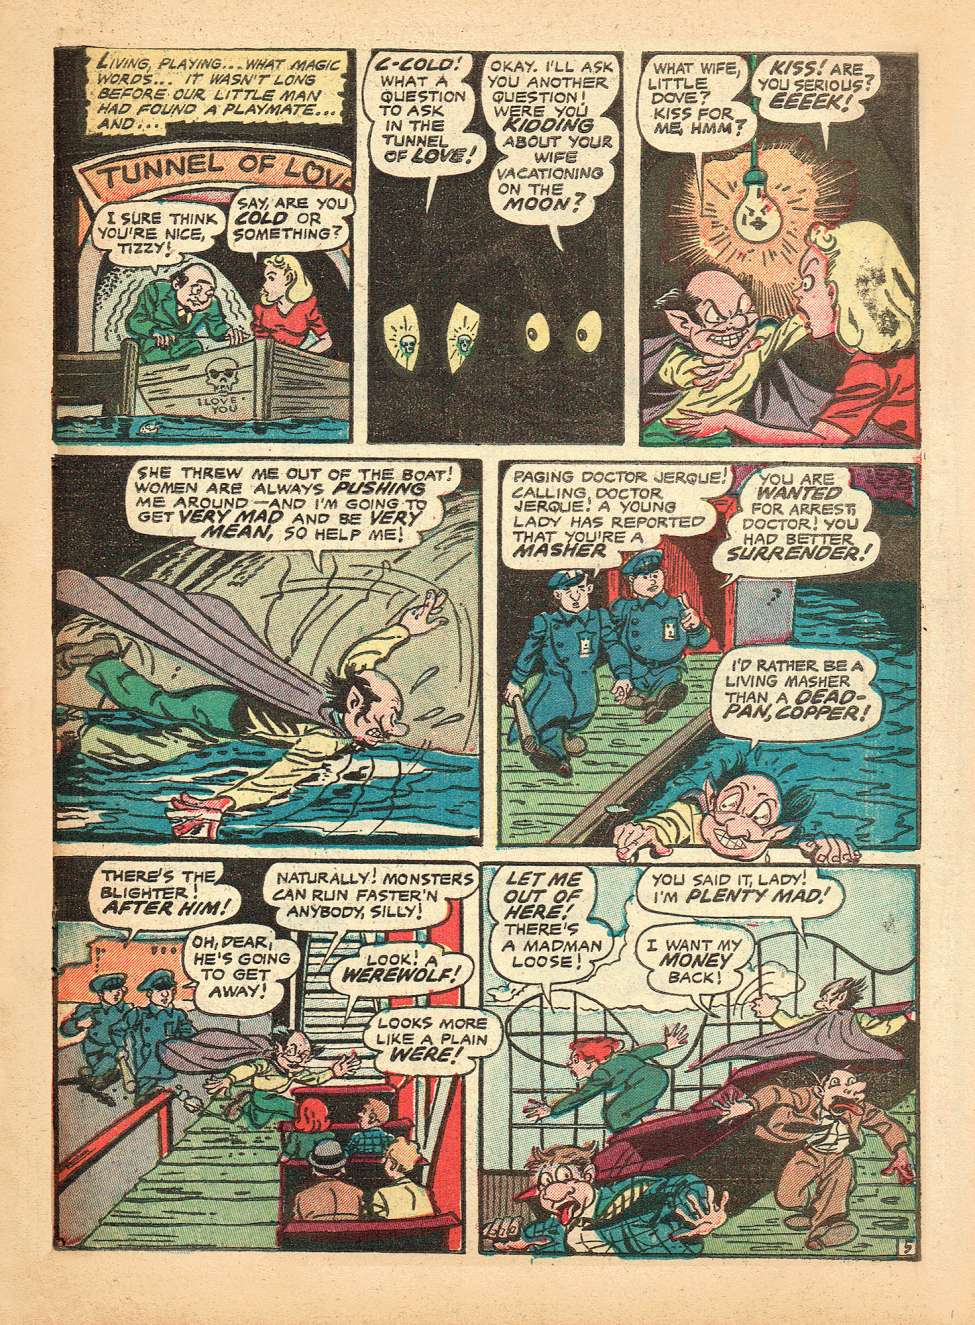 LIVING, PLAYING... WHAT MAGIC
WORDS... IT WASN'T LONG
BEFORE OUR LITTLE MAN
HAD FOUND A PLAYMATE...
AND...
TUNNEL OF LOVE
I SURE THINK
YOU'RE NICE,
TIZZY!
SAY, ARE YOU
COLD OR
SOMETHING?
I LOVE
YOU
C-COLD!
WHAT A
QUESTION
TO ASK
IN THE
TUNNEL
OF LOVE!
OKAY. I'LL ASK
YOU ANOTHER
QUESTION!
WERE YOU
KIDDING
ABOUT YOUR
WIFE
VACATIONING
ON THE
MOON?
WHAT WIFE,
LITTLE
DOVE?
KISS FOR
ME, HMM?
KISS! ARE
YOU SERIOUS?
EEEEK!
SHE THREW ME OUT OF THE BOAT!
WOMEN ARE ALWAYS PUSHING
ME AROUND—AND I'M GOING TO
GET VERY MAD AND BE VERY
MEAN, SO HELP ME!
PAGING DOCTOR JERQUE!
CALLING, DOCTOR
JERQUE! A YOUNG
LADY HAS REPORTED
THAT YOU'RE A
MASHER
YOU ARE
WANTED
FOR ARREST,
DOCTOR! YOU
HAD BETTER
SURRENDER!
I'D RATHER BE A
LIVING MASHER
THAN A DEAD-
PAN, COPPER!
THERE'S THE
BLIGHTER!
AFTER HIM!
OH, DEAR,
HE'S GOING
TO GET
AWAY!
NATURALLY! MONSTERS
CAN RUN FASTER'N
ANYBODY, SILLY!
LOOK! A
WEREWOLF!
LOOKS MORE
LIKE A PLAIN
WERE!
LET ME
OUT OF
HERE!
THERE'S
A MADMAN
LOOSE!
YOU SAID IT, LADY!
I'M PLENTY MAD!
I WANT MY
MONEY
BACK!
5